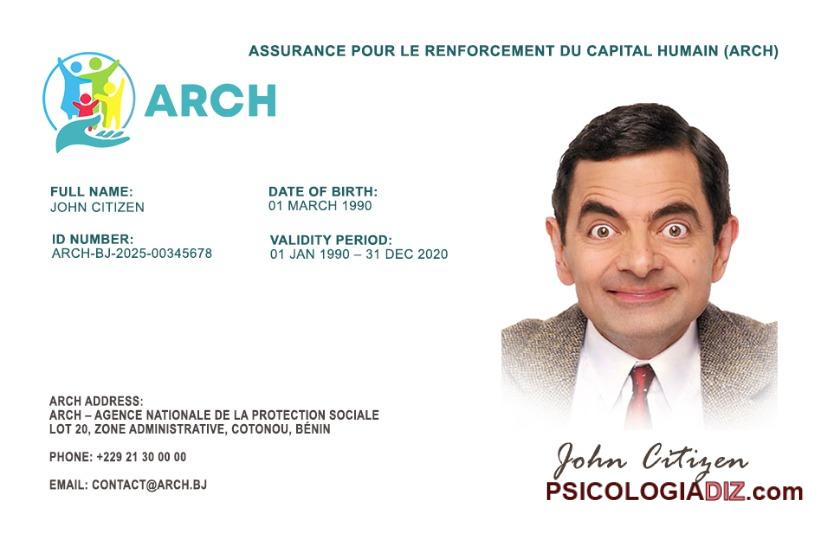 ASSURANCE POUR LE RENFORCEMENT DU CAPITAL HUMAIN (ARCH)
ARCH
FULL NAME:
JOHN CITIZEN
DATE OF BIRTH:
01 MARCH 1990
ID NUMBER:
ARCH-BJ-2025-00345678
VALIDITY PERIOD:
01 JAN 1990 – 31 DEC 2020
ARCH ADDRESS:
ARCH – AGENCE NATIONALE DE LA PROTECTION SOCIALE
LOT 20, ZONE ADMINISTRATIVE, COTONOU, BÉNIN
PHONE: +229 21 30 00 00
EMAIL: CONTACT@ARCH.BJ
John Citizen
PSICOLOGIADIZ.com